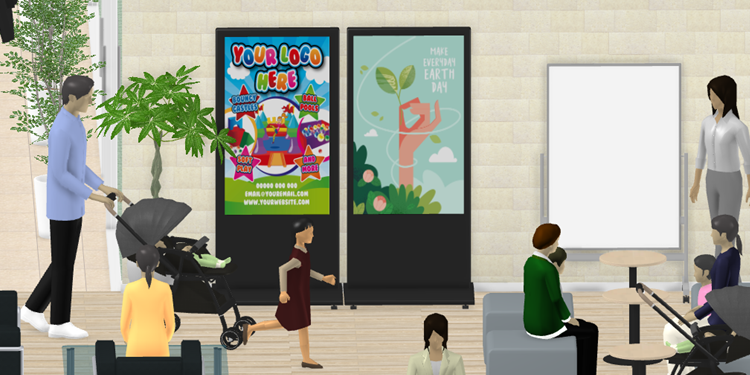 YOUR LOGO
HERE
BOUNCY
CASTLES
BALL
POOLS
SOFT
PLAY
AND
MORE
00000 000 000
EMAIL@YOUREMAIL.COM
WWW.YOURWEBSITE.COM
MAKE
EVERYDAY
EARTH
DAY